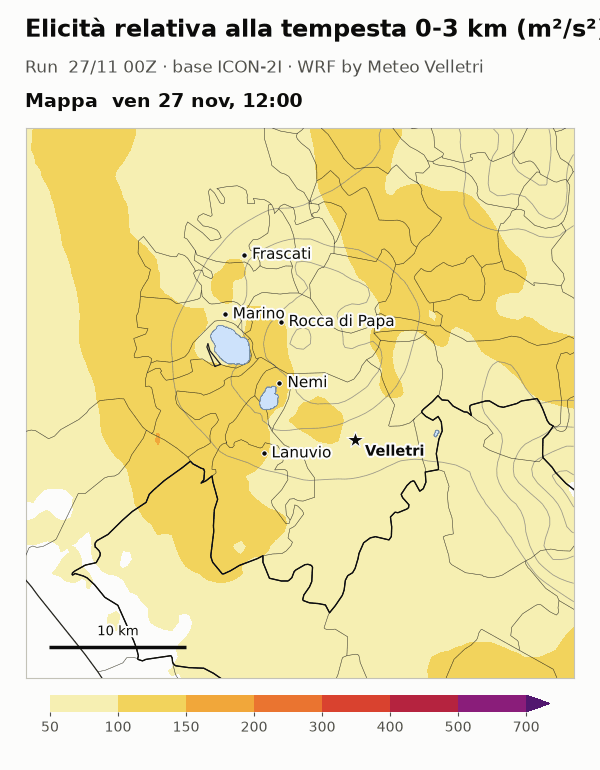 Elicità relativa alla tempesta 0-3 km (m²/s²)
Run 27/11 00Z · base ICON-2I · WRF by Meteo Velletri
Mappa ven 27 nov, 12:00
Frascati
Marino
Rocca di Papa
Nemi
Velletri
Lanuvio
10 km
50 100 150 200 300 400 500 700